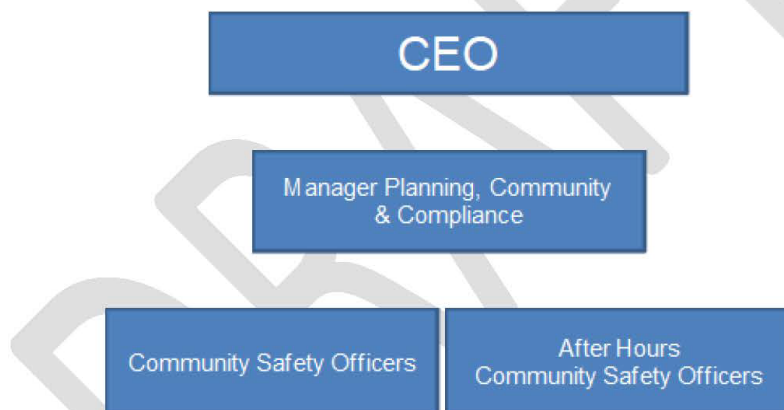 CEO
Manager Planning, Community
& Compliance
Community Safety Officers
After Hours
Community Safety Officers